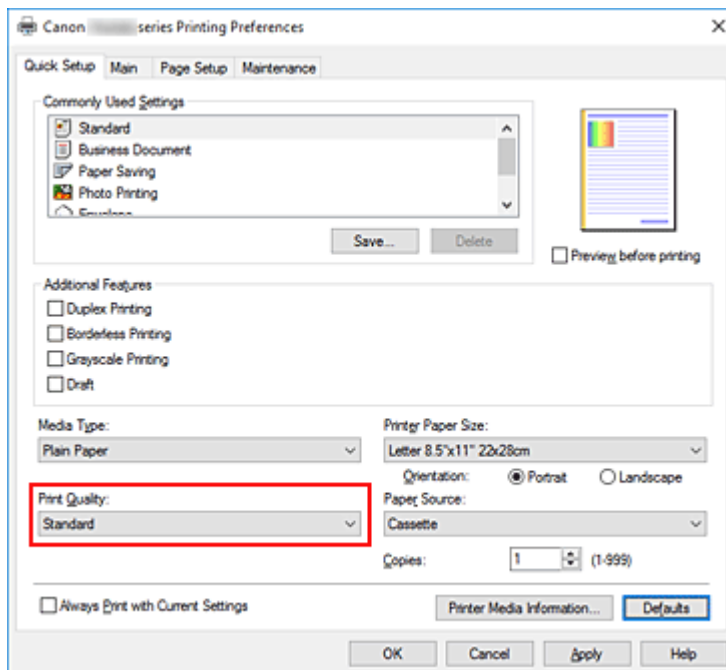 Canon series Printing Preferences
Quick Setup Main Page Setup Maintenance
Commonly Used Settings
Standard
Business Document
Paper Saving
Photo Printing
Envelope
Save... Delete
Preview before printing
Additional Features
Duplex Printing
Borderless Printing
Grayscale Printing
Draft
Media Type: Printer Paper Size:
Plain Paper Letter 8.5"x11" 22x28cm
Orientation: Portrait Landscape
Print Quality: Paper Source:
Standard Cassette
Copies: 1 (1-999)
Always Print with Current Settings Printer Media Information... Defaults
OK Cancel Apply Help